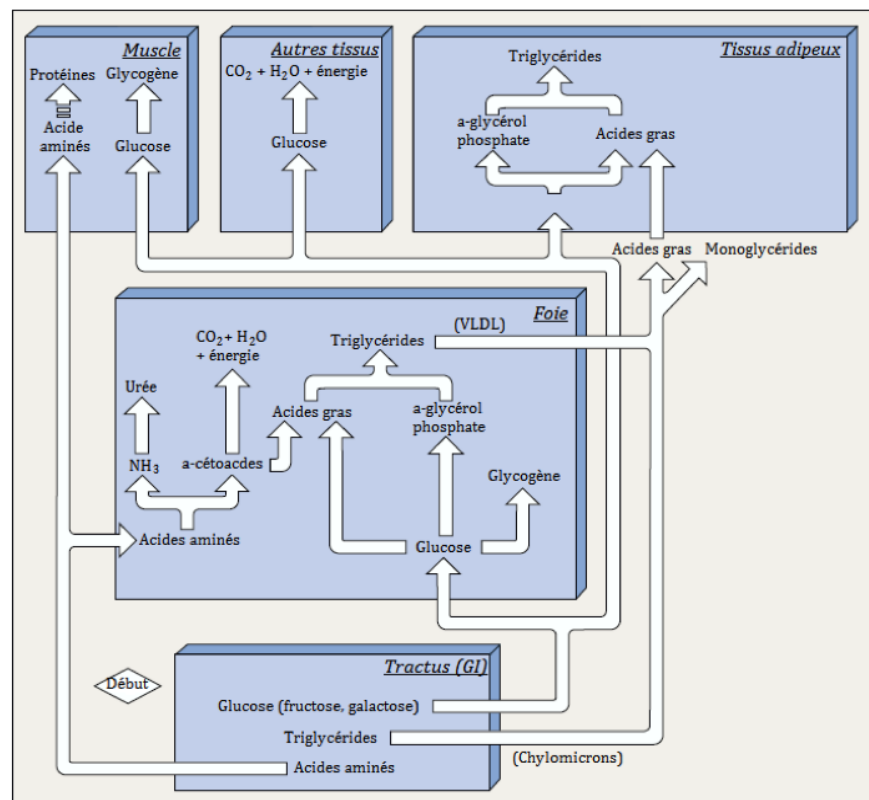 Muscle
Protéines Glycogène
Acide
aminés
Glucose
Autres tissus
CO2 + H2O + énergie
Glucose
Tissus adipeux
Triglycérides
a-glycérol
phosphate
Acides gras
Acides gras Monoglycérides
Foie
(VLDL)
Triglycérides
CO2+ H2O
+ énergie
Urée
Acides gras
a-glycérol
phosphate
NH3
a-cétoacdes
Glycogène
Acides aminés
Glucose
Début
Tractus (GI)
Glucose (fructose, galactose)
Triglycérides
(Chylomicrons)
Acides aminés